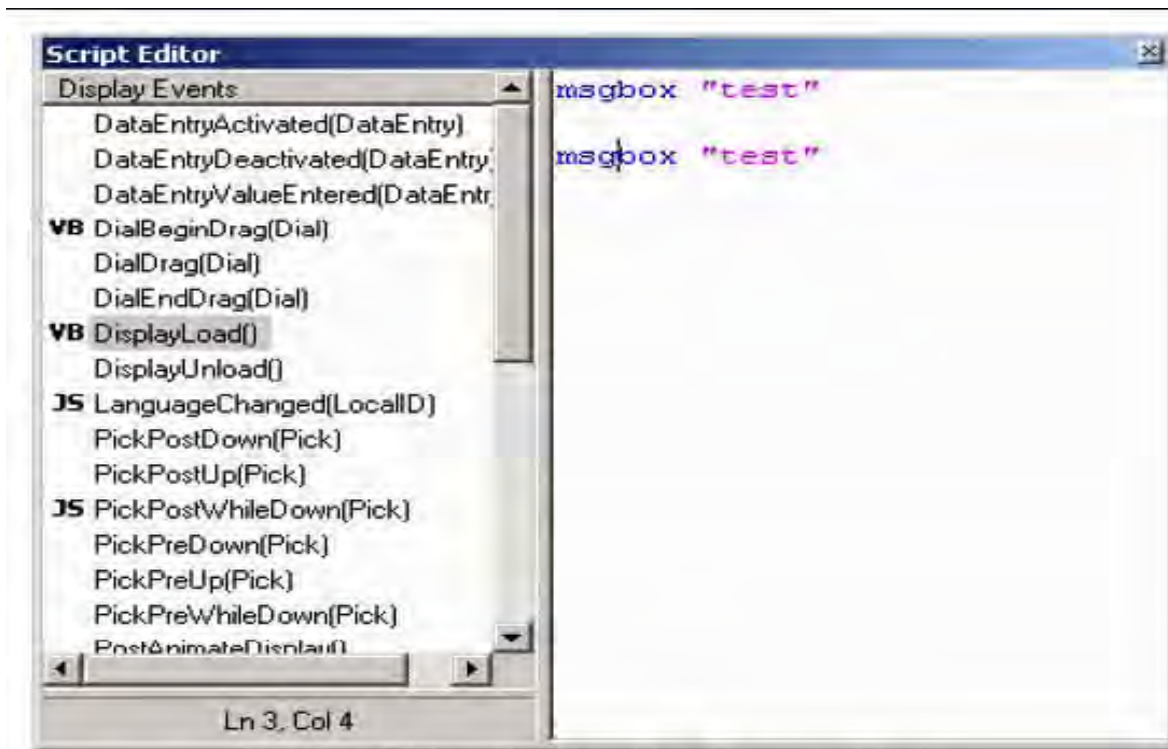 Script Editor
Display Events
DataEntryActivated(DataEntry)
DataEntryDeactivated(DataEntry)
DataEntryValueEntered(DataEntr
VB DialBeginDrag(Dial)
DialDrag(Dial)
DialEndDrag(Dial)
VB DisplayLoad()
DisplayUnload()
JS LanguageChanged(LocalID)
PickPostDown(Pick)
PickPostUp(Pick)
JS PickPostWhileDown(Pick)
PickPreDown(Pick)
PickPreUp(Pick)
PickPreWhileDown(Pick)
PostAnimateDisplay()
Ln 3, Col 4
msgbox "test"
msgbox "test"